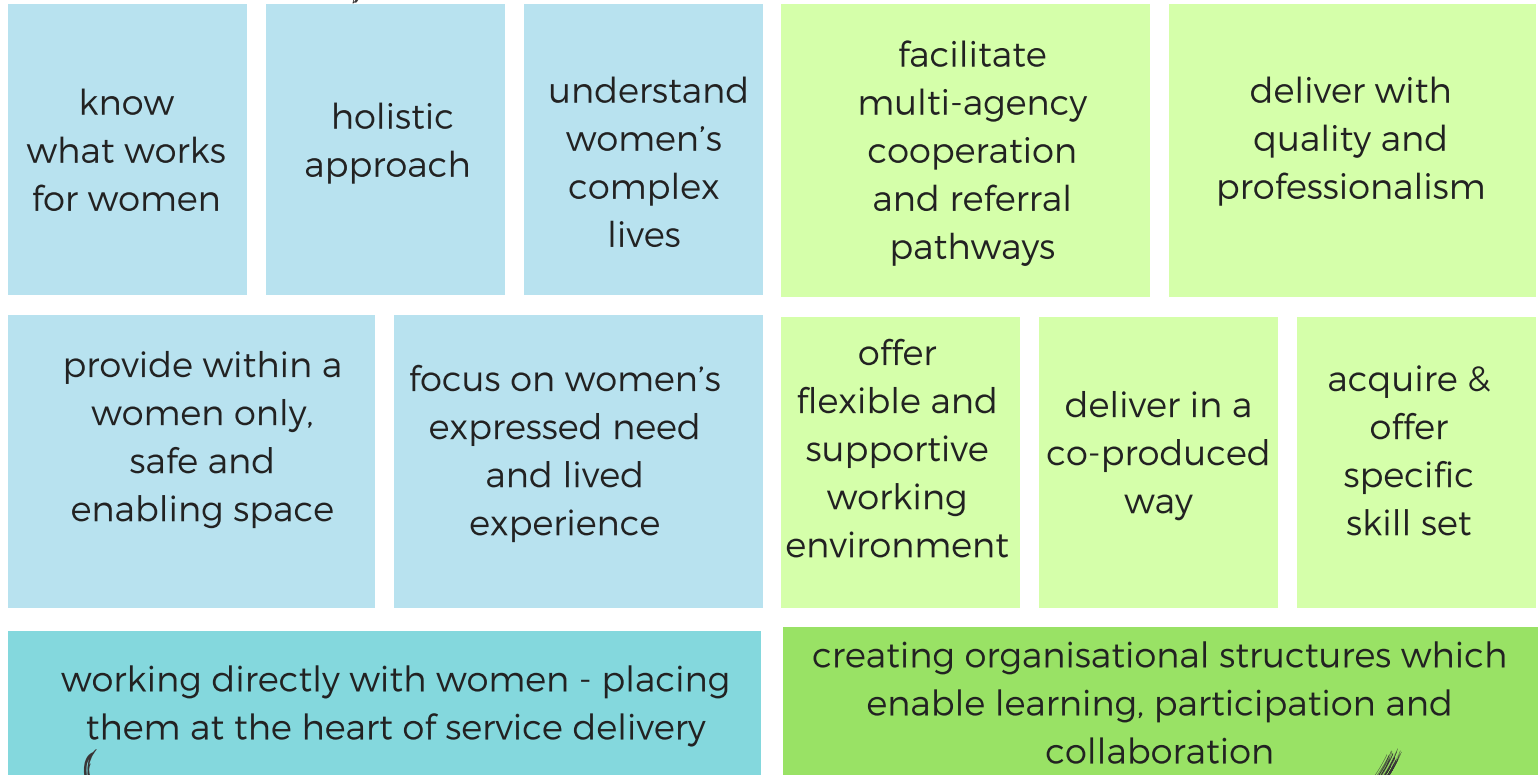 know
what works
for women
holistic
approach
understand
women's
complex
lives
facilitate
multi-agency
cooperation
and referral
pathways
deliver with
quality and
professionalism
provide within a
women only,
safe and
enabling space
focus on women's
expressed need
and lived
experience
offer
flexible and
supportive
working
environment
deliver in a
co-produced
way
acquire &
offer
specific
skill set
working directly with women - placing
them at the heart of service delivery
creating organisational structures which
enable learning, participation and
collaboration